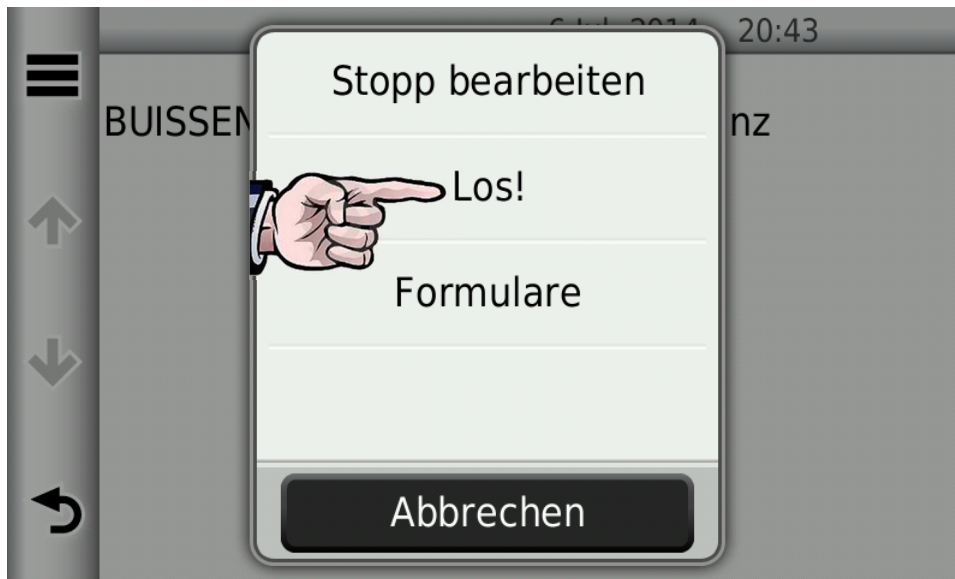 20:43
BUISSEN
nz
Stopp bearbeiten
Los!
Formulare
Abbrechen